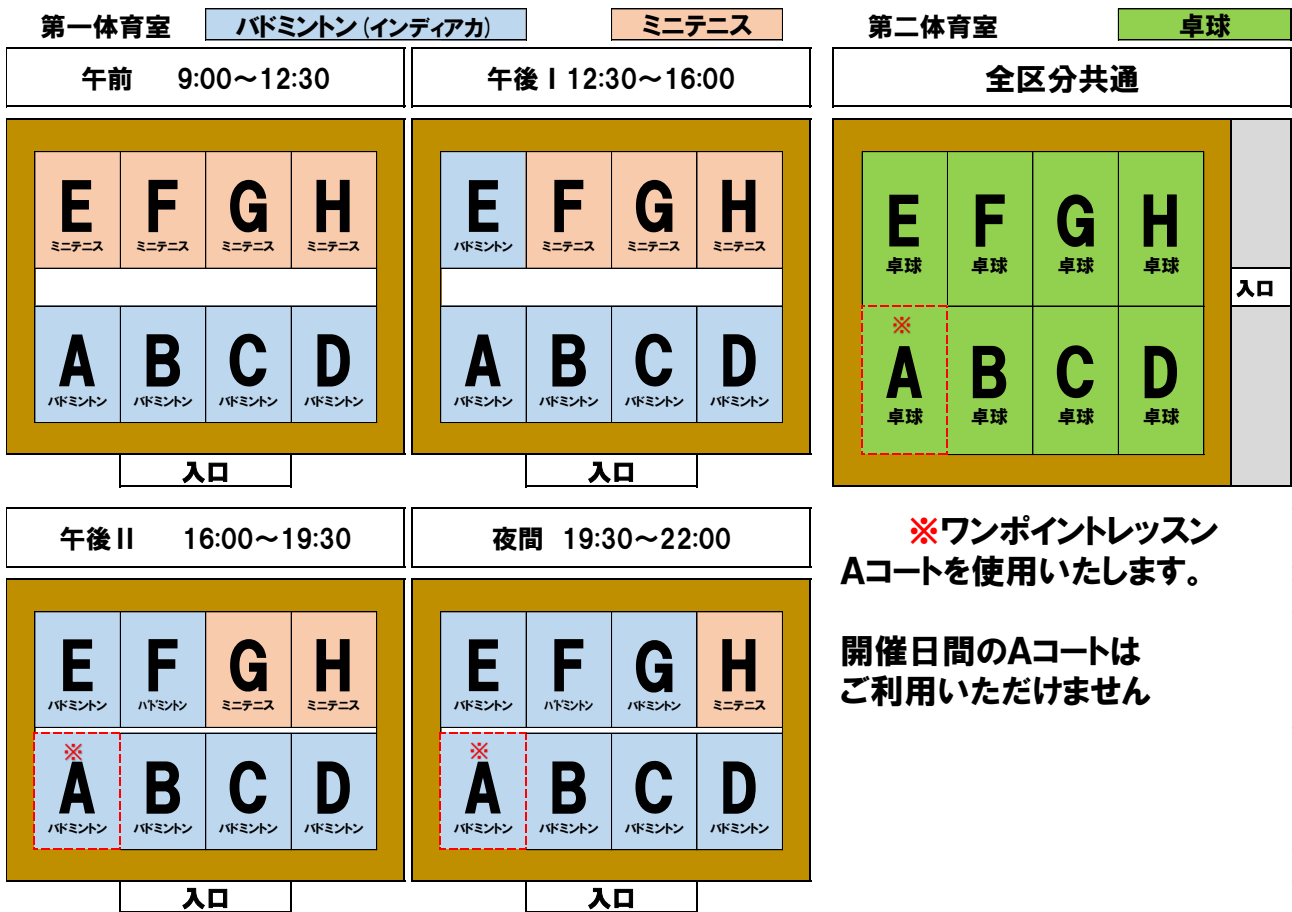 第一体育室 バドミントン (インディアカ) ミニテニス 第二体育室 卓球
午前 9:00～12:30
E F G H
ミニテニス ミニテニス ミニテニス ミニテニス
A B C D
バドミントン バドミントン バドミントン バドミントン
入口
午後Ⅰ 12:30～16:00
E F G H
バドミントン ミニテニス ミニテニス ミニテニス
A B C D
バドミントン バドミントン バドミントン バドミントン
入口
全区分共通
E F G H
卓球 卓球 卓球 卓球
入口
※
A B C D
卓球 卓球 卓球 卓球
午後Ⅱ 16:00～19:30
E F G H
バドミントン バドミントン ミニテニス ミニテニス
※
A B C D
バドミントン バドミントン バドミントン バドミントン
入口
夜間 19:30～22:00
E F G H
バドミントン バドミントン バドミントン ミニテニス
※
A B C D
バドミントン バドミントン バドミントン バドミントン
入口
※ワンポイントレッスン
Aコートを使用いたします。
開催日間のAコートは
ご利用いただけません